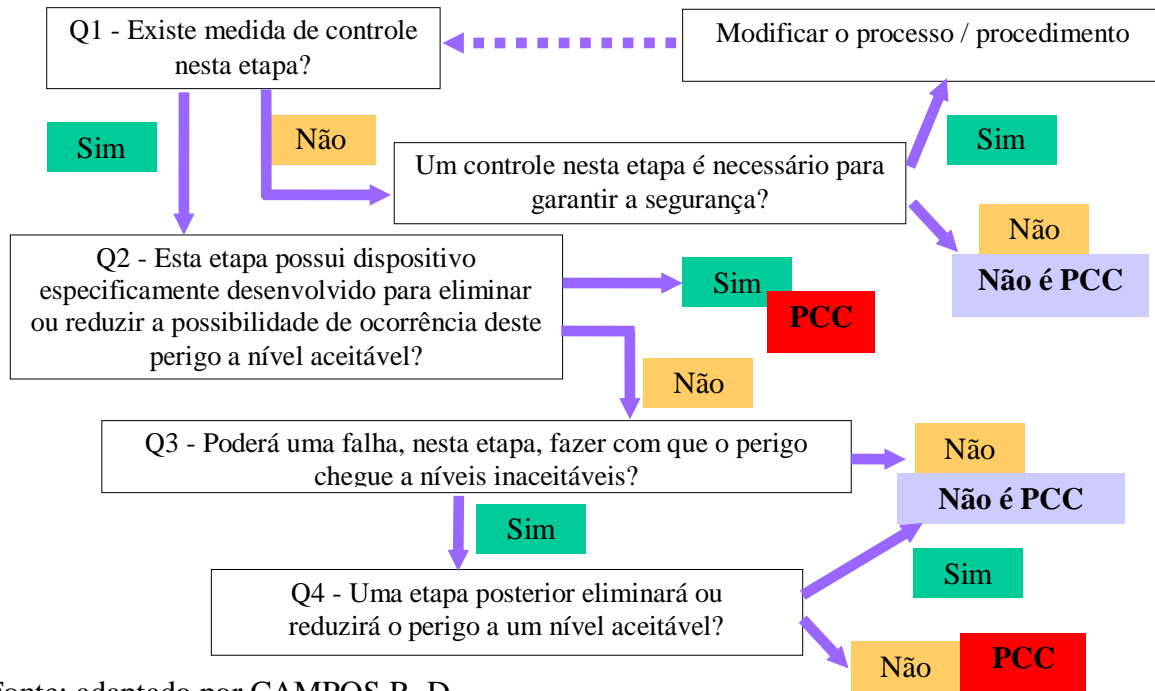 Q1 - Existe medida de controle
nesta etapa?
Modificar o processo / procedimento
Sim
Não
Sim
Um controle nesta etapa é necessário para
garantir a segurança?
Não
Não é PCC
Q2 - Esta etapa possui dispositivo
especificamente desenvolvido para eliminar
ou reduzir a possibilidade de ocorrência deste
perigo a nível aceitável?
Sim
PCC
Não
Q3 - Poderá uma falha, nesta etapa, fazer com que o perigo
chegue a níveis inaceitáveis?
Não
Não é PCC
Sim
Sim
Q4 - Uma etapa posterior eliminará ou
reduzirá o perigo a um nível aceitável?
Não
PCC
adaptado por CAMPOS